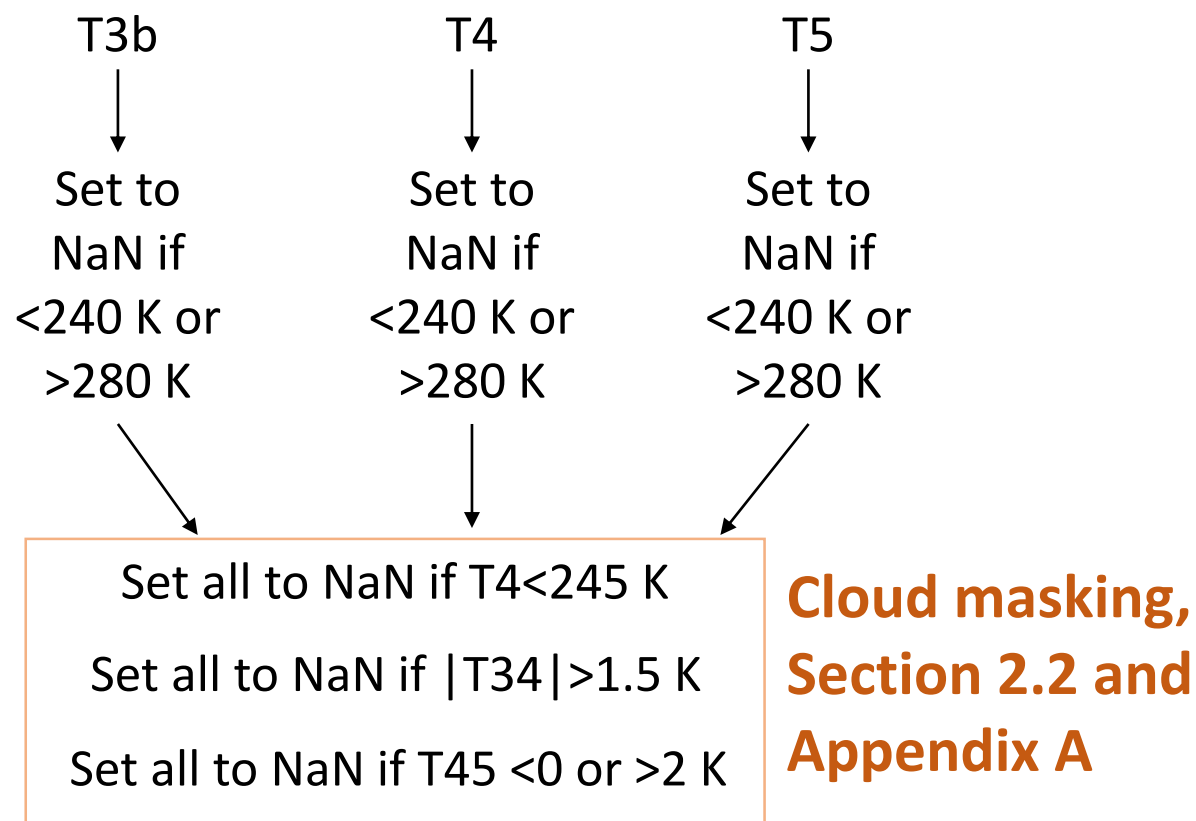 T3b
T4
T5
Set to
NaN if
<240 K or
>280 K
Set to
NaN if
<240 K or
>280 K
Set to
NaN if
<240 K or
>280 K
Set all to NaN if T4<245 K
Set all to NaN if |T34|>1.5 K
Set all to NaN if T45 <0 or >2 K
Cloud masking,
Section 2.2 and
Appendix A